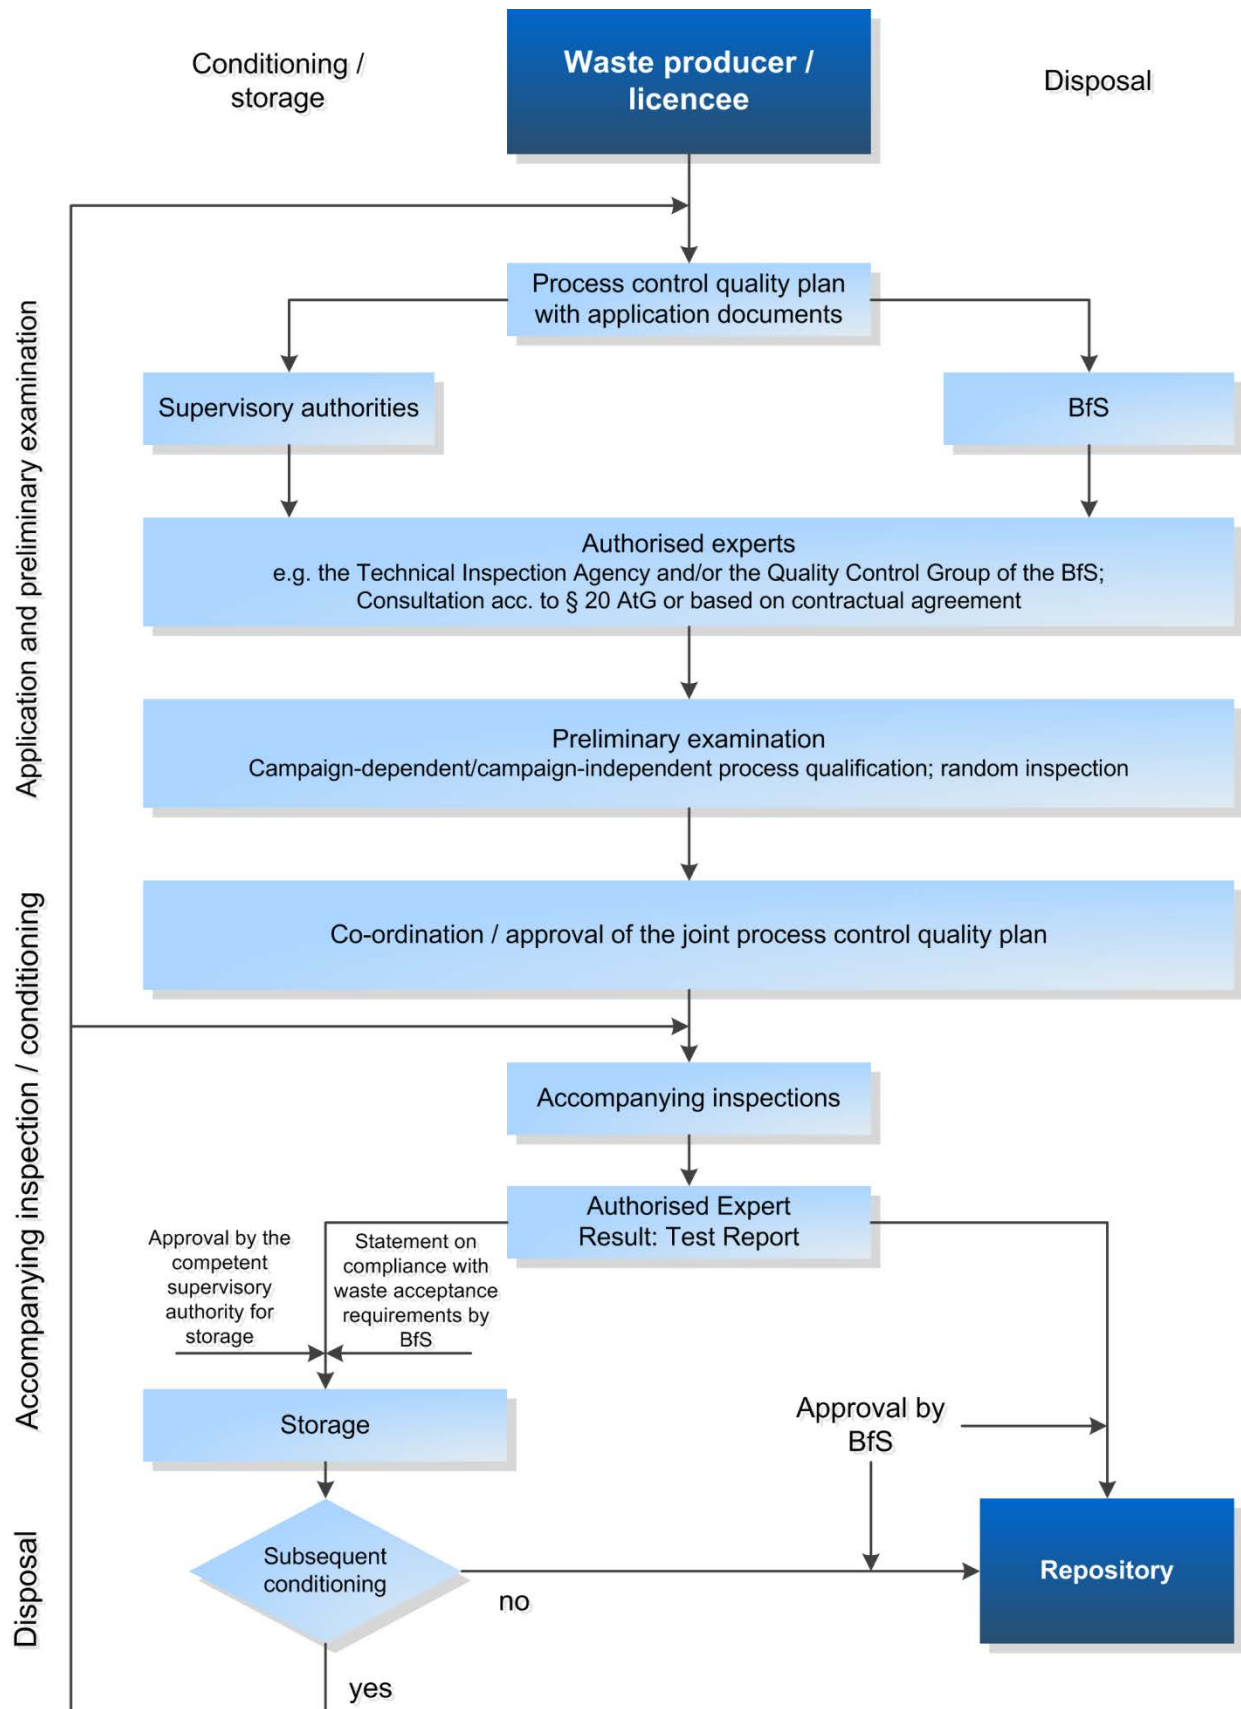 Conditioning /
storage
Waste producer /
licencee
Disposal
Application and preliminary examination
Process control quality plan
with application documents
Supervisory authorities
BfS
Authorised experts
e.g. the Technical Inspection Agency and/or the Quality Control Group of the BfS;
Consultation acc. to § 20 AtG or based on contractual agreement
Preliminary examination
Campaign-dependent/campaign-independent process qualification; random inspection
Co-ordination / approval of the joint process control quality plan
Accompanying inspection / conditioning
Accompanying inspections
Authorised Expert
Result: Test Report
Approval by the
competent
supervisory
authority for
storage
Statement on
compliance with
waste acceptance
requirements by
BfS
Storage
Approval by
BfS
Disposal
Subsequent
conditioning
no
Repository
yes